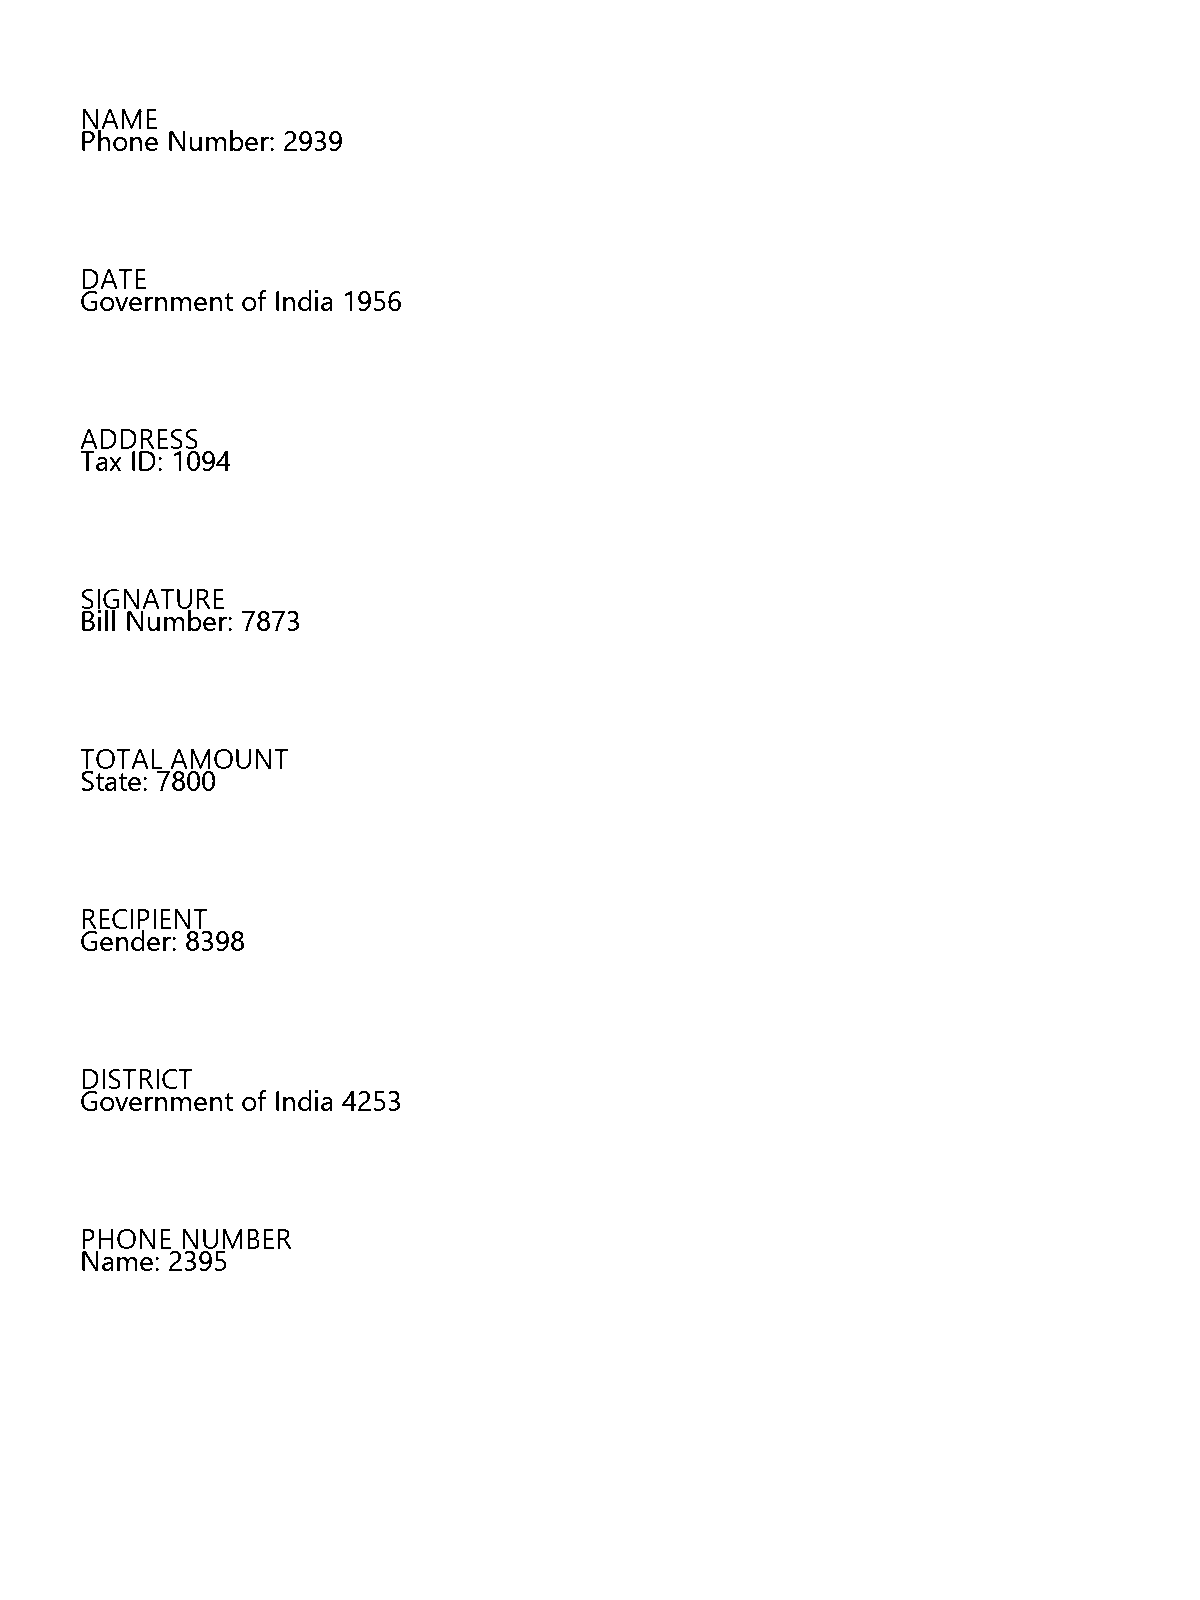 NAME
Phone Number: 2939
DATE
Government of India 1956
ADDRESS
Tax ID: 1094
SIGNATURE
Bill Number: 7873
TOTAL AMOUNT
State: 7800
RECIPIENT
Gender: 8398
DISTRICT
Government of India 4253
PHONE NUMBER
Name: 2395